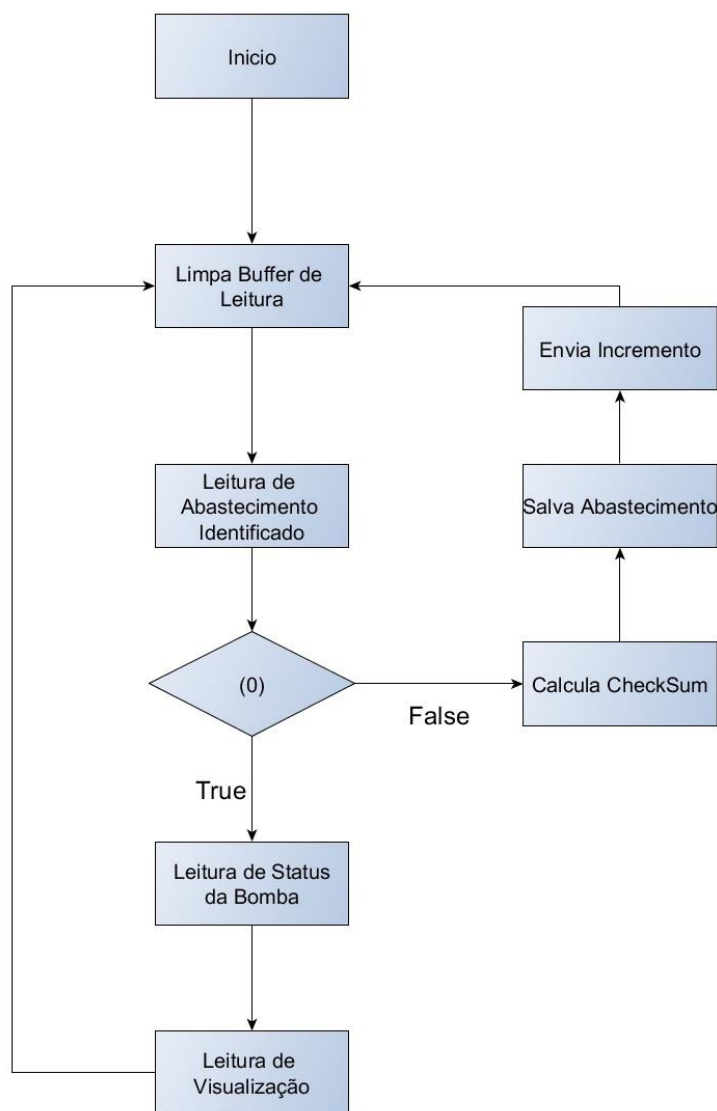 Inicio
Limpa Buffer de
Leitura
Envia Incremento
Leitura de
Abastecimento
Identificado
Salva Abastecimento
(0)
False
Calcula CheckSum
True
Leitura de Status
da Bomba
Leitura de
Visualização